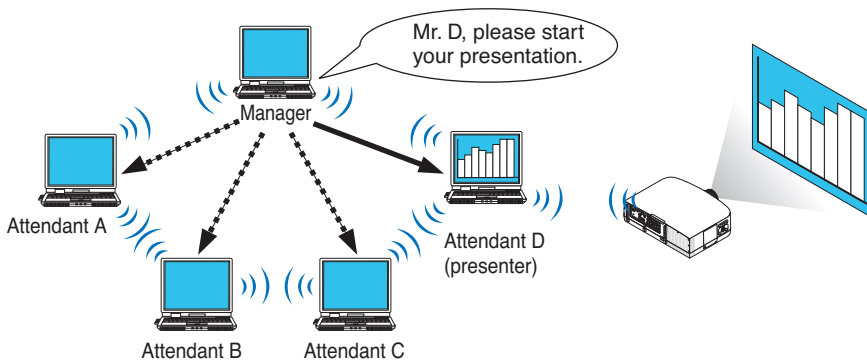 Mr. D, please start
your presentation.
Manager
Attendant A
Attendant D
(presenter)
Attendant B
Attendant C